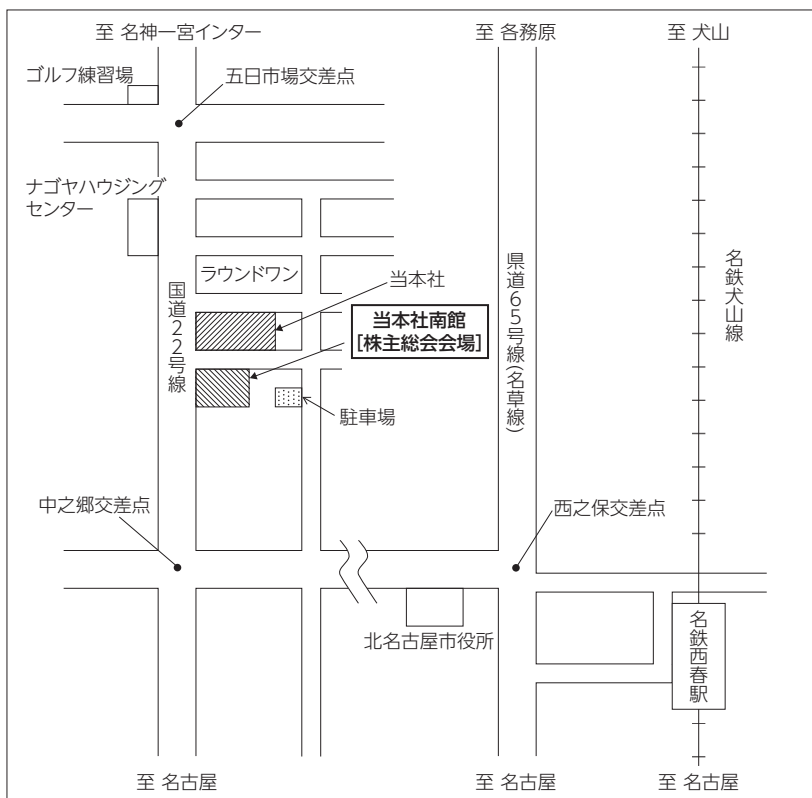 至 名神一宮インター
至 各務原
至 犬山
ゴルフ練習場
五日市場交差点
ナゴヤハウジング
センター
ラウンドワン
当本社
国道22号線
当本社南館
[株主総会会場]
県道65号線(名草線)
名鉄犬山線
駐車場
中之郷交差点
西之保交差点
北名古屋市役所
名鉄西春駅
至 名古屋
至 名古屋
至 名古屋